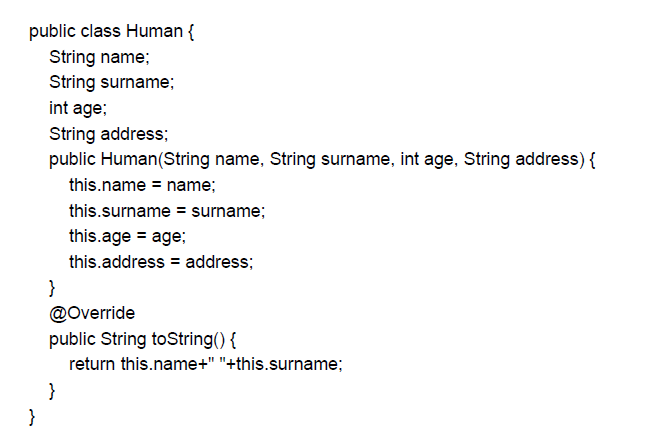 public class Human {
String name;
String surname;
int age;
String address;
public Human(String name, String surname, int age, String address) {
this.name = name;
this.surname = surname;
this.age = age;
this.address = address;
}
@Override
public String toString() {
return this.name+" "+this.surname;
}
}